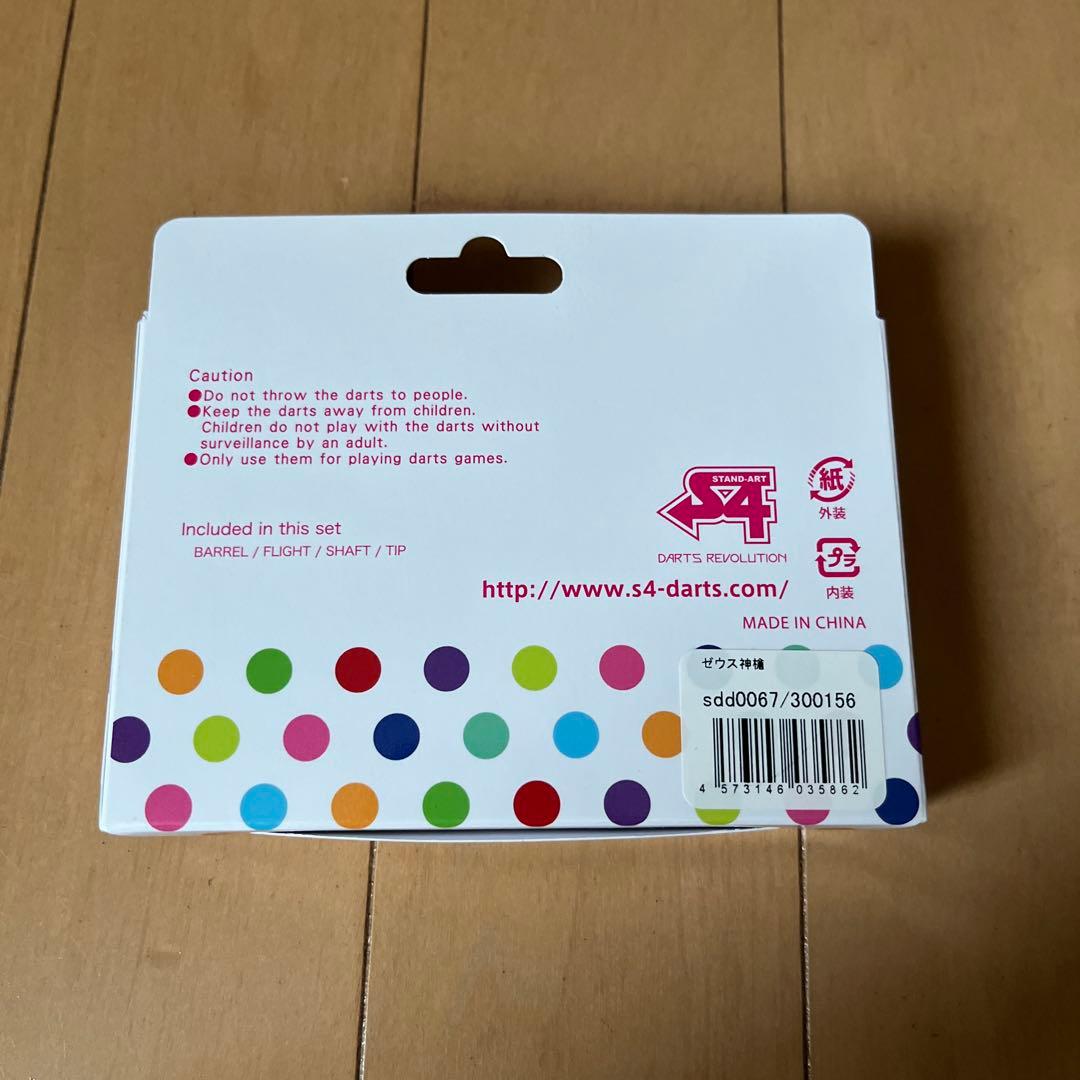 Caution
●Do not throw the darts to people.
●Keep the darts away from children.
Children do not play with the darts without
surveillance by an adult.
●Only use them for playing darts games.
Included in this set
BARREL / FLIGHT / SHAFT / TIP
STAND-ART
S4
DARTS REVOLUTION
紙
外装
プラ
内装
http://www.s4-darts.com/
MADE IN CHINA
ゼウス神槍
sdd0067/300156
4 573146 035862